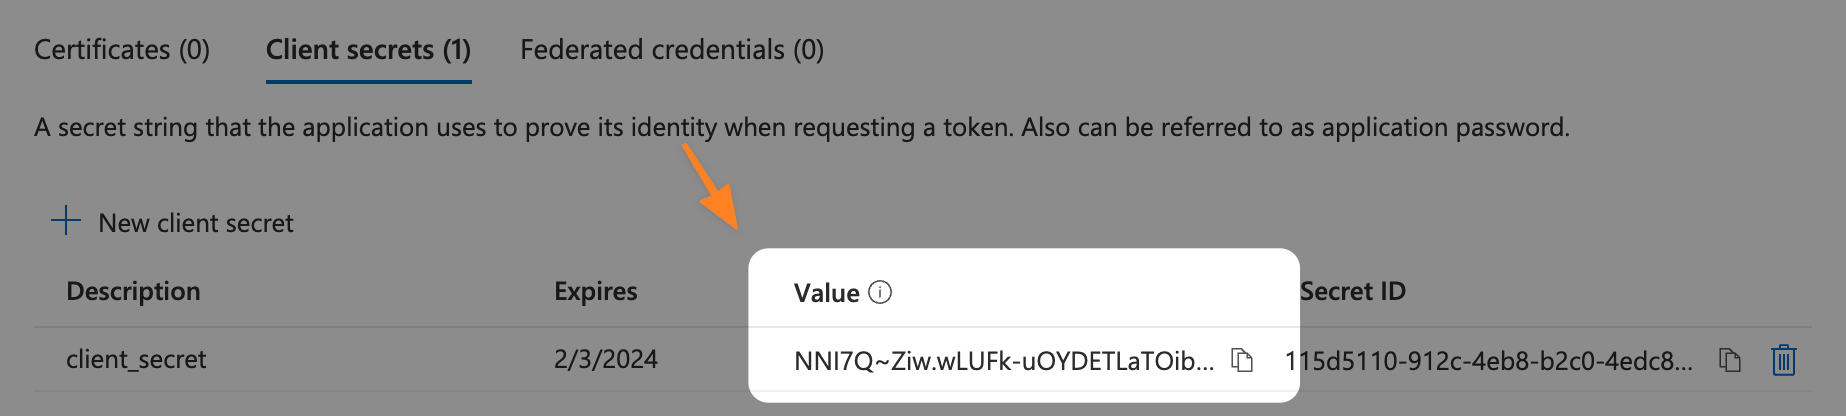 Certificates (0) Client secrets (1) Federated credentials (0)
A secret string that the application uses to prove its identity when requesting a token. Also can be referred to as application password.
New client secret
Description Expires Value Secret ID
client_secret 2/3/2024 NNI7Q~Ziw.wLUFk-uOYDETLaTOib... 115d5110-912c-4eb8-b2c0-4edc8...